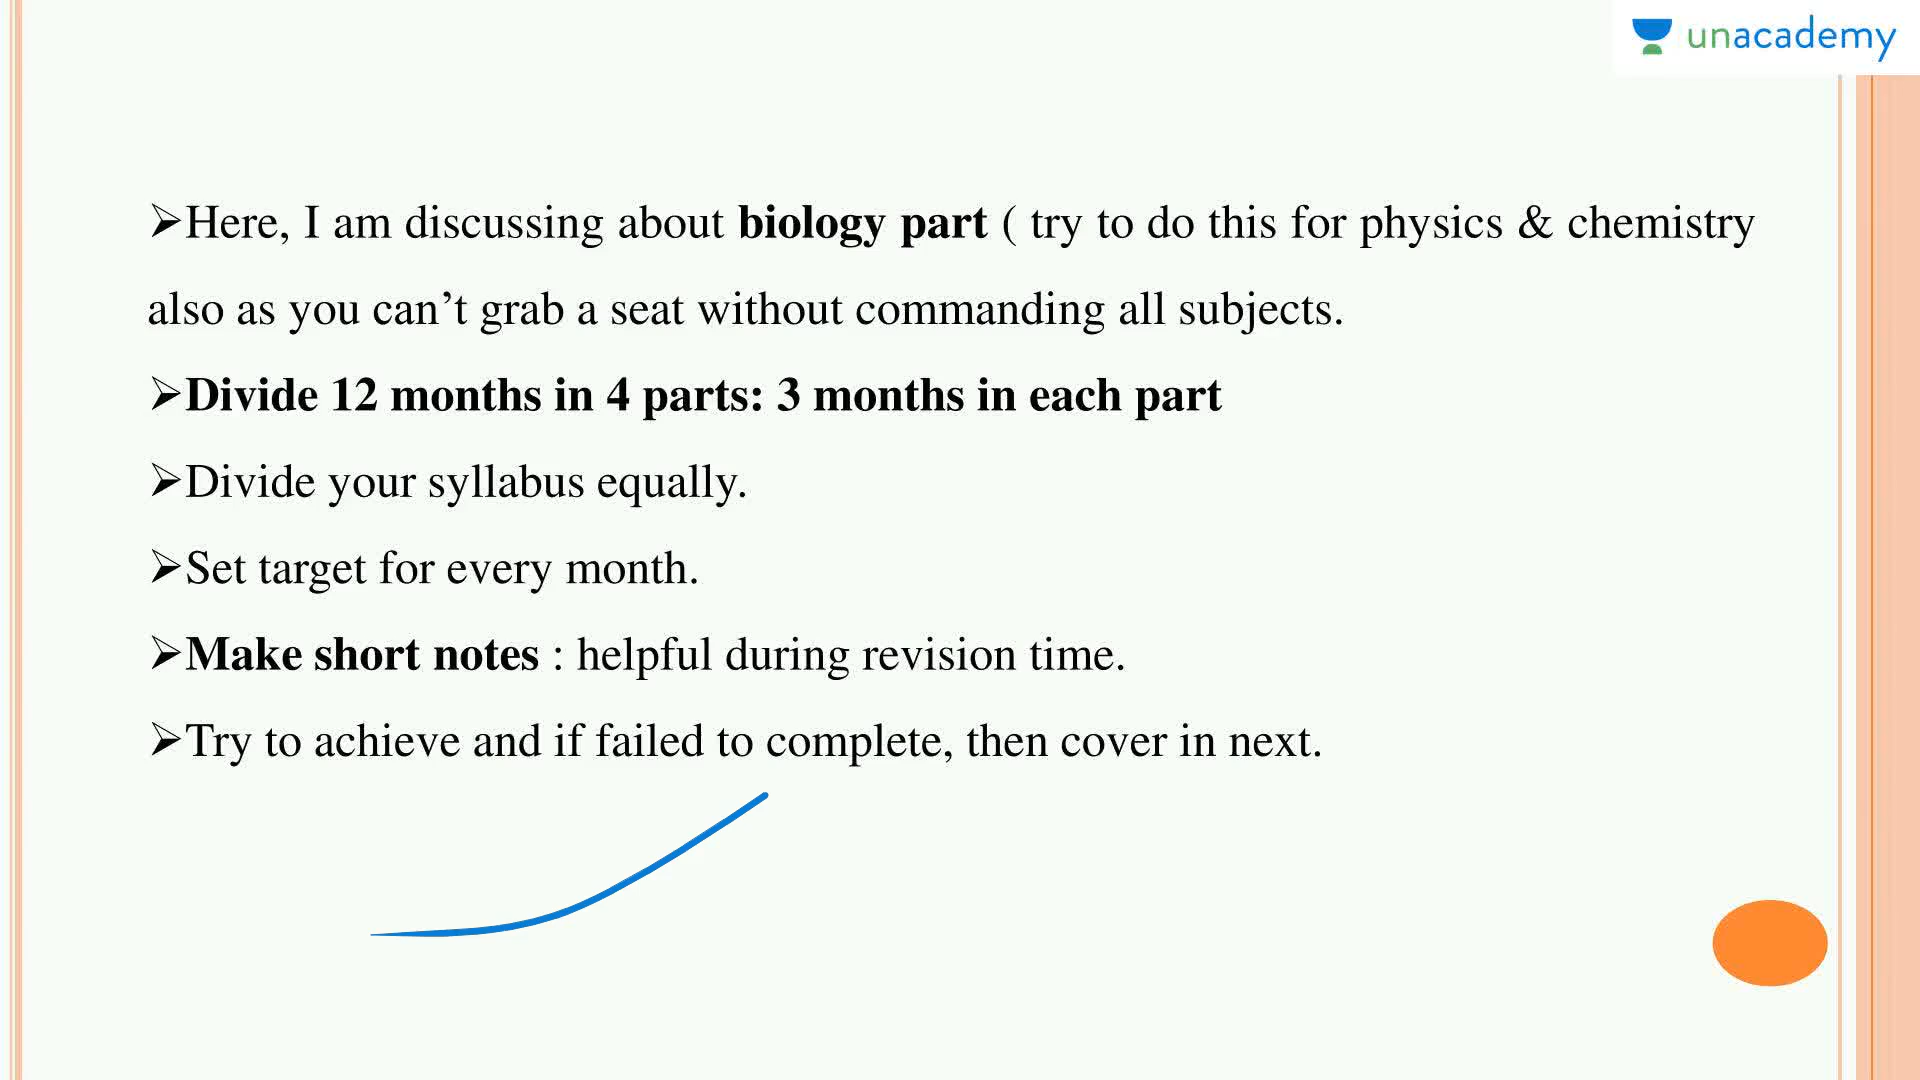 unacademy
➢Here, I am discussing about biology part ( try to do this for physics & chemistry
also as you can’t grab a seat without commanding all subjects.
➢Divide 12 months in 4 parts: 3 months in each part
➢Divide your syllabus equally.
➢Set target for every month.
➢Make short notes : helpful during revision time.
➢Try to achieve and if failed to complete, then cover in next.